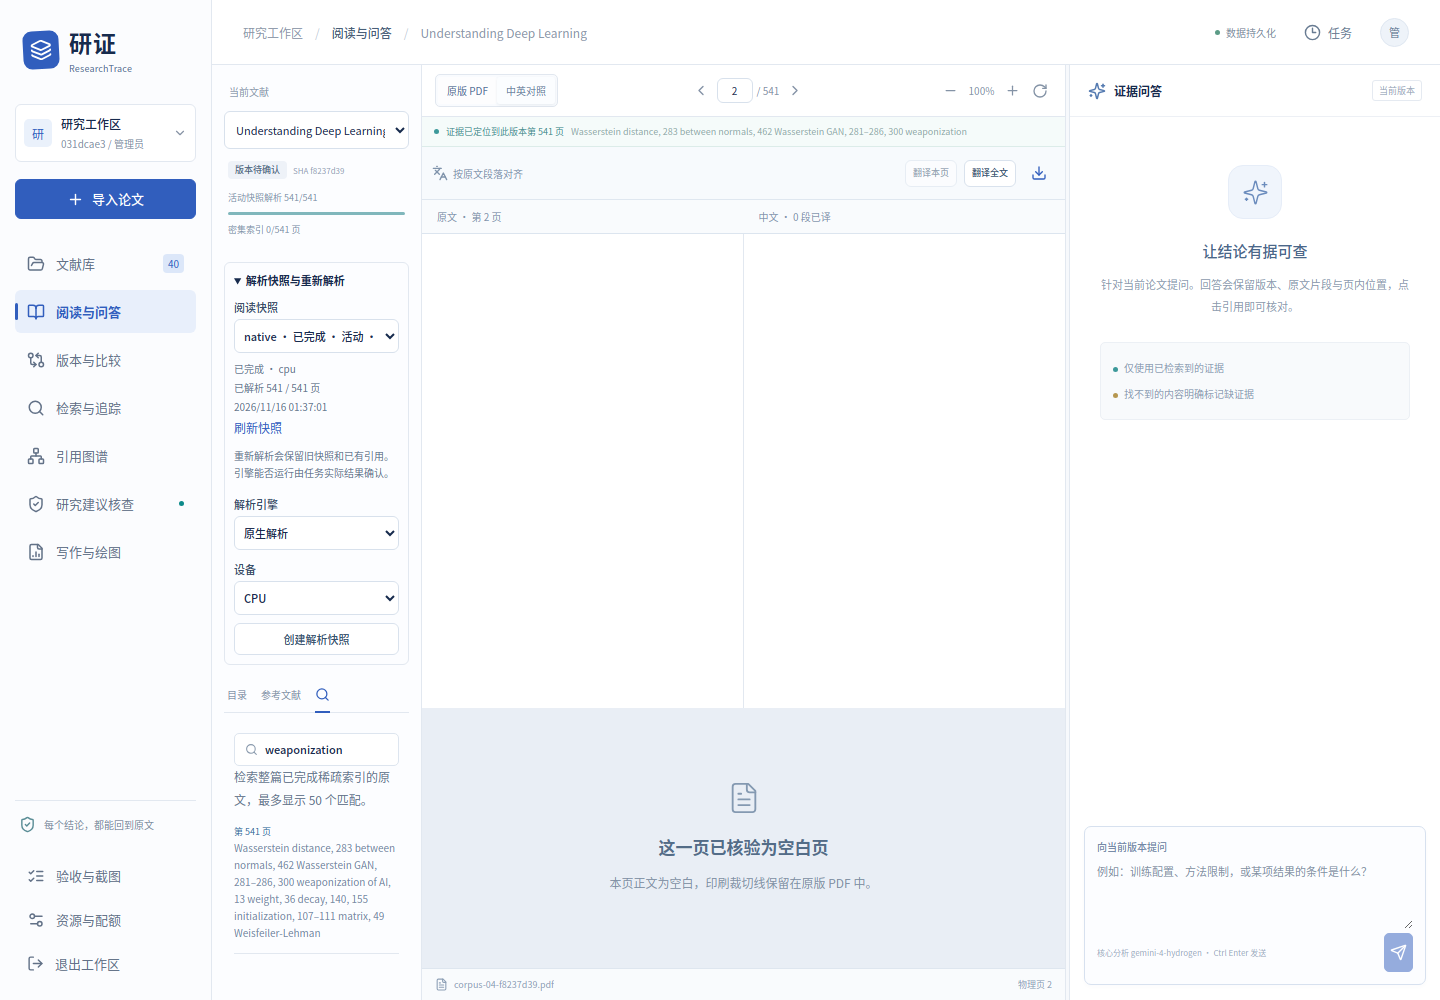 研证
ResearchTrace
研
研究工作区
031dcae3 / 管理员
导入论文
文献库
40
阅读与问答
版本与比较
检索与追踪
引用图谱
研究建议核查
写作与绘图
每个结论，都能回到原文
验收与截图
资源与配额
退出工作区
研究工作区 / 阅读与问答 / Understanding Deep Learning
数据持久化
任务
管
当前文献
Understanding Deep Learning
版本待确认
SHA f8237d39
活动快照解析 541/541
密集索引 0/541 页
▼ 解析快照与重新解析
阅读快照
native · 已完成 · 活动 ·
已完成 · cpu
已解析 541 / 541 页
2026/11/16 01:37:01
刷新快照
重新解析会保留旧快照和已有引用。
引擎能否运行由任务实际结果确认。
解析引擎
原生解析
设备
CPU
创建解析快照
目录
参考文献
weaponization
检索整篇已完成稀疏索引的原
文，最多显示 50 个匹配。
第 541 页
Wasserstein distance, 283 between
normals, 462 Wasserstein GAN,
281–286, 300 weaponization of AI,
13 weight, 36 decay, 140, 155
initialization, 107–111 matrix, 49
Weisfeiler-Lehman
原版 PDF
中英对照
2 / 541
100%
证据已定位到此版本第 541 页 Wasserstein distance, 283 between normals, 462 Wasserstein GAN, 281–286, 300 weaponization
按原文段落对齐
翻译本页
翻译全文
原文 · 第 2 页
中文 · 0 段已译
这一页已核验为空白页
本页正文为空白，印刷裁切线保留在原版 PDF 中。
corpus-04-f8237d39.pdf
物理页 2
证据问答
当前版本
让结论有据可查
针对当前论文提问。回答会保留版本、原文片段与页内位置，点
击引用即可核对。
仅使用已检索到的证据
找不到的内容明确标记缺证据
向当前版本提问
例如：训练配置、方法限制，或某项结果的条件是什么？
核心分析 gemini-4-hydrogen · Ctrl Enter 发送